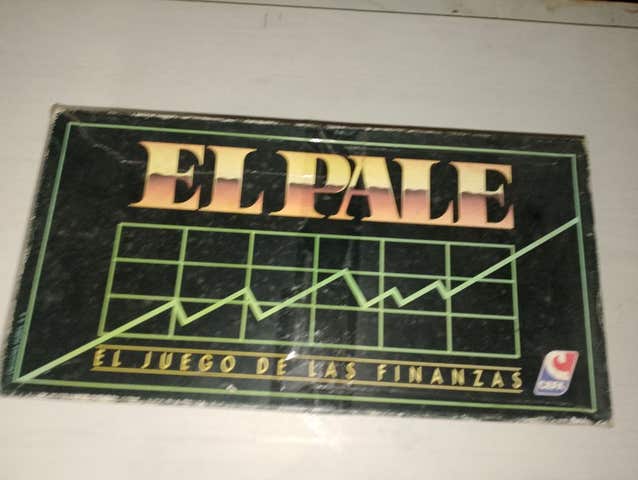 EL PALE
EL JUEGO DE LAS FINANZAS
CEFA